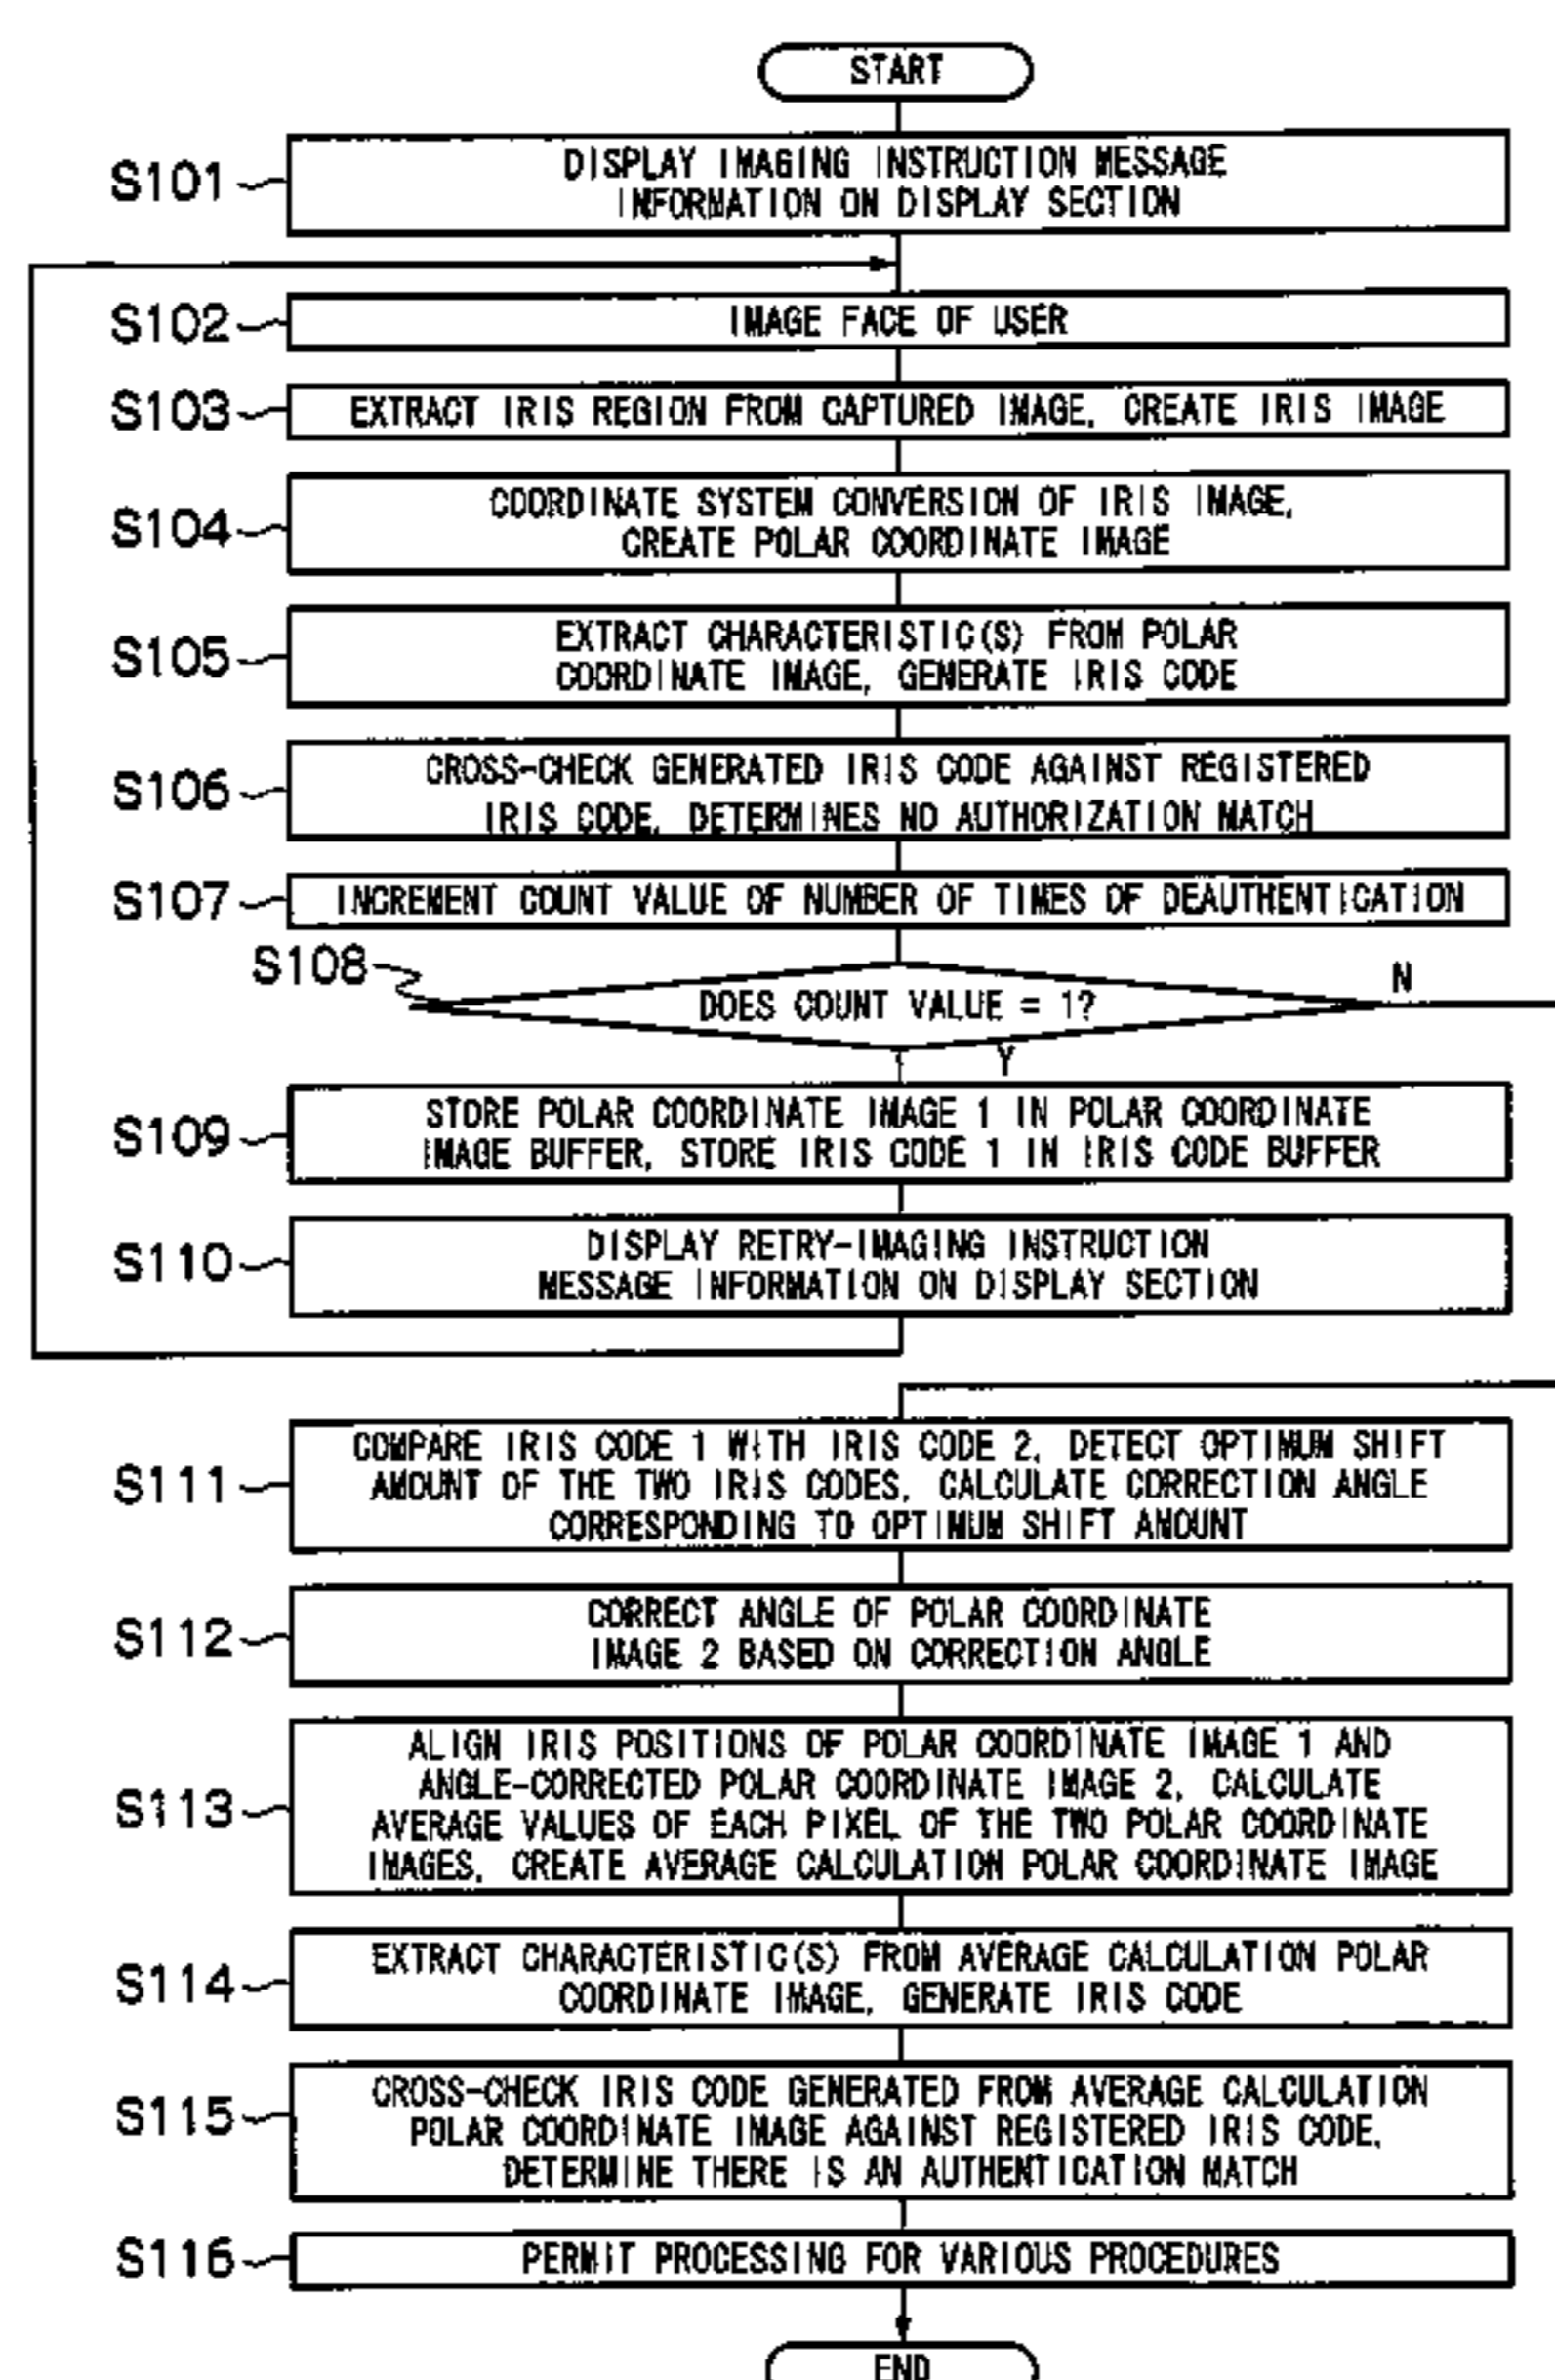 START
S101
DISPLAY IMAGING INSTRUCTION MESSAGE
INFORMATION ON DISPLAY SECTION
S102
IMAGE FACE OF USER
S103
EXTRACT IRIS REGION FROM CAPTURED IMAGE, CREATE IRIS IMAGE
S104
COORDINATE SYSTEM CONVERSION OF IRIS IMAGE,
CREATE POLAR COORDINATE IMAGE
S105
EXTRACT CHARACTERISTIC(S) FROM POLAR
COORDINATE IMAGE, GENERATE IRIS CODE
S106
CROSS-CHECK GENERATED IRIS CODE AGAINST REGISTERED
IRIS CODE, DETERMINES NO AUTHORIZATION MATCH
S107
INCREMENT COUNT VALUE OF NUMBER OF TIMES OF DEAUTHENTICATION
S108
DOES COUNT VALUE = 1?
N
Y
S109
STORE POLAR COORDINATE IMAGE 1 IN POLAR COORDINATE
IMAGE BUFFER, STORE IRIS CODE 1 IN IRIS CODE BUFFER
S110
DISPLAY RETRY-IMAGING INSTRUCTION
MESSAGE INFORMATION ON DISPLAY SECTION
S111
COMPARE IRIS CODE 1 WITH IRIS CODE 2, DETECT OPTIMUM SHIFT
AMOUNT OF THE TWO IRIS CODES, CALCULATE CORRECTION ANGLE
CORRESPONDING TO OPTIMUM SHIFT AMOUNT
S112
CORRECT ANGLE OF POLAR COORDINATE
IMAGE 2 BASED ON CORRECTION ANGLE
S113
ALIGN IRIS POSITIONS OF POLAR COORDINATE IMAGE 1 AND
ANGLE-CORRECTED POLAR COORDINATE IMAGE 2, CALCULATE
AVERAGE VALUES OF EACH PIXEL OF THE TWO POLAR COORDINATE
IMAGES, CREATE AVERAGE CALCULATION POLAR COORDINATE IMAGE
S114
EXTRACT CHARACTERISTIC(S) FROM AVERAGE CALCULATION POLAR
COORDINATE IMAGE, GENERATE IRIS CODE
S115
CROSS-CHECK IRIS CODE GENERATED FROM AVERAGE CALCULATION
POLAR COORDINATE IMAGE AGAINST REGISTERED IRIS CODE,
DETERMINE THERE IS AN AUTHENTICATION MATCH
S116
PERMIT PROCESSING FOR VARIOUS PROCEDURES
END